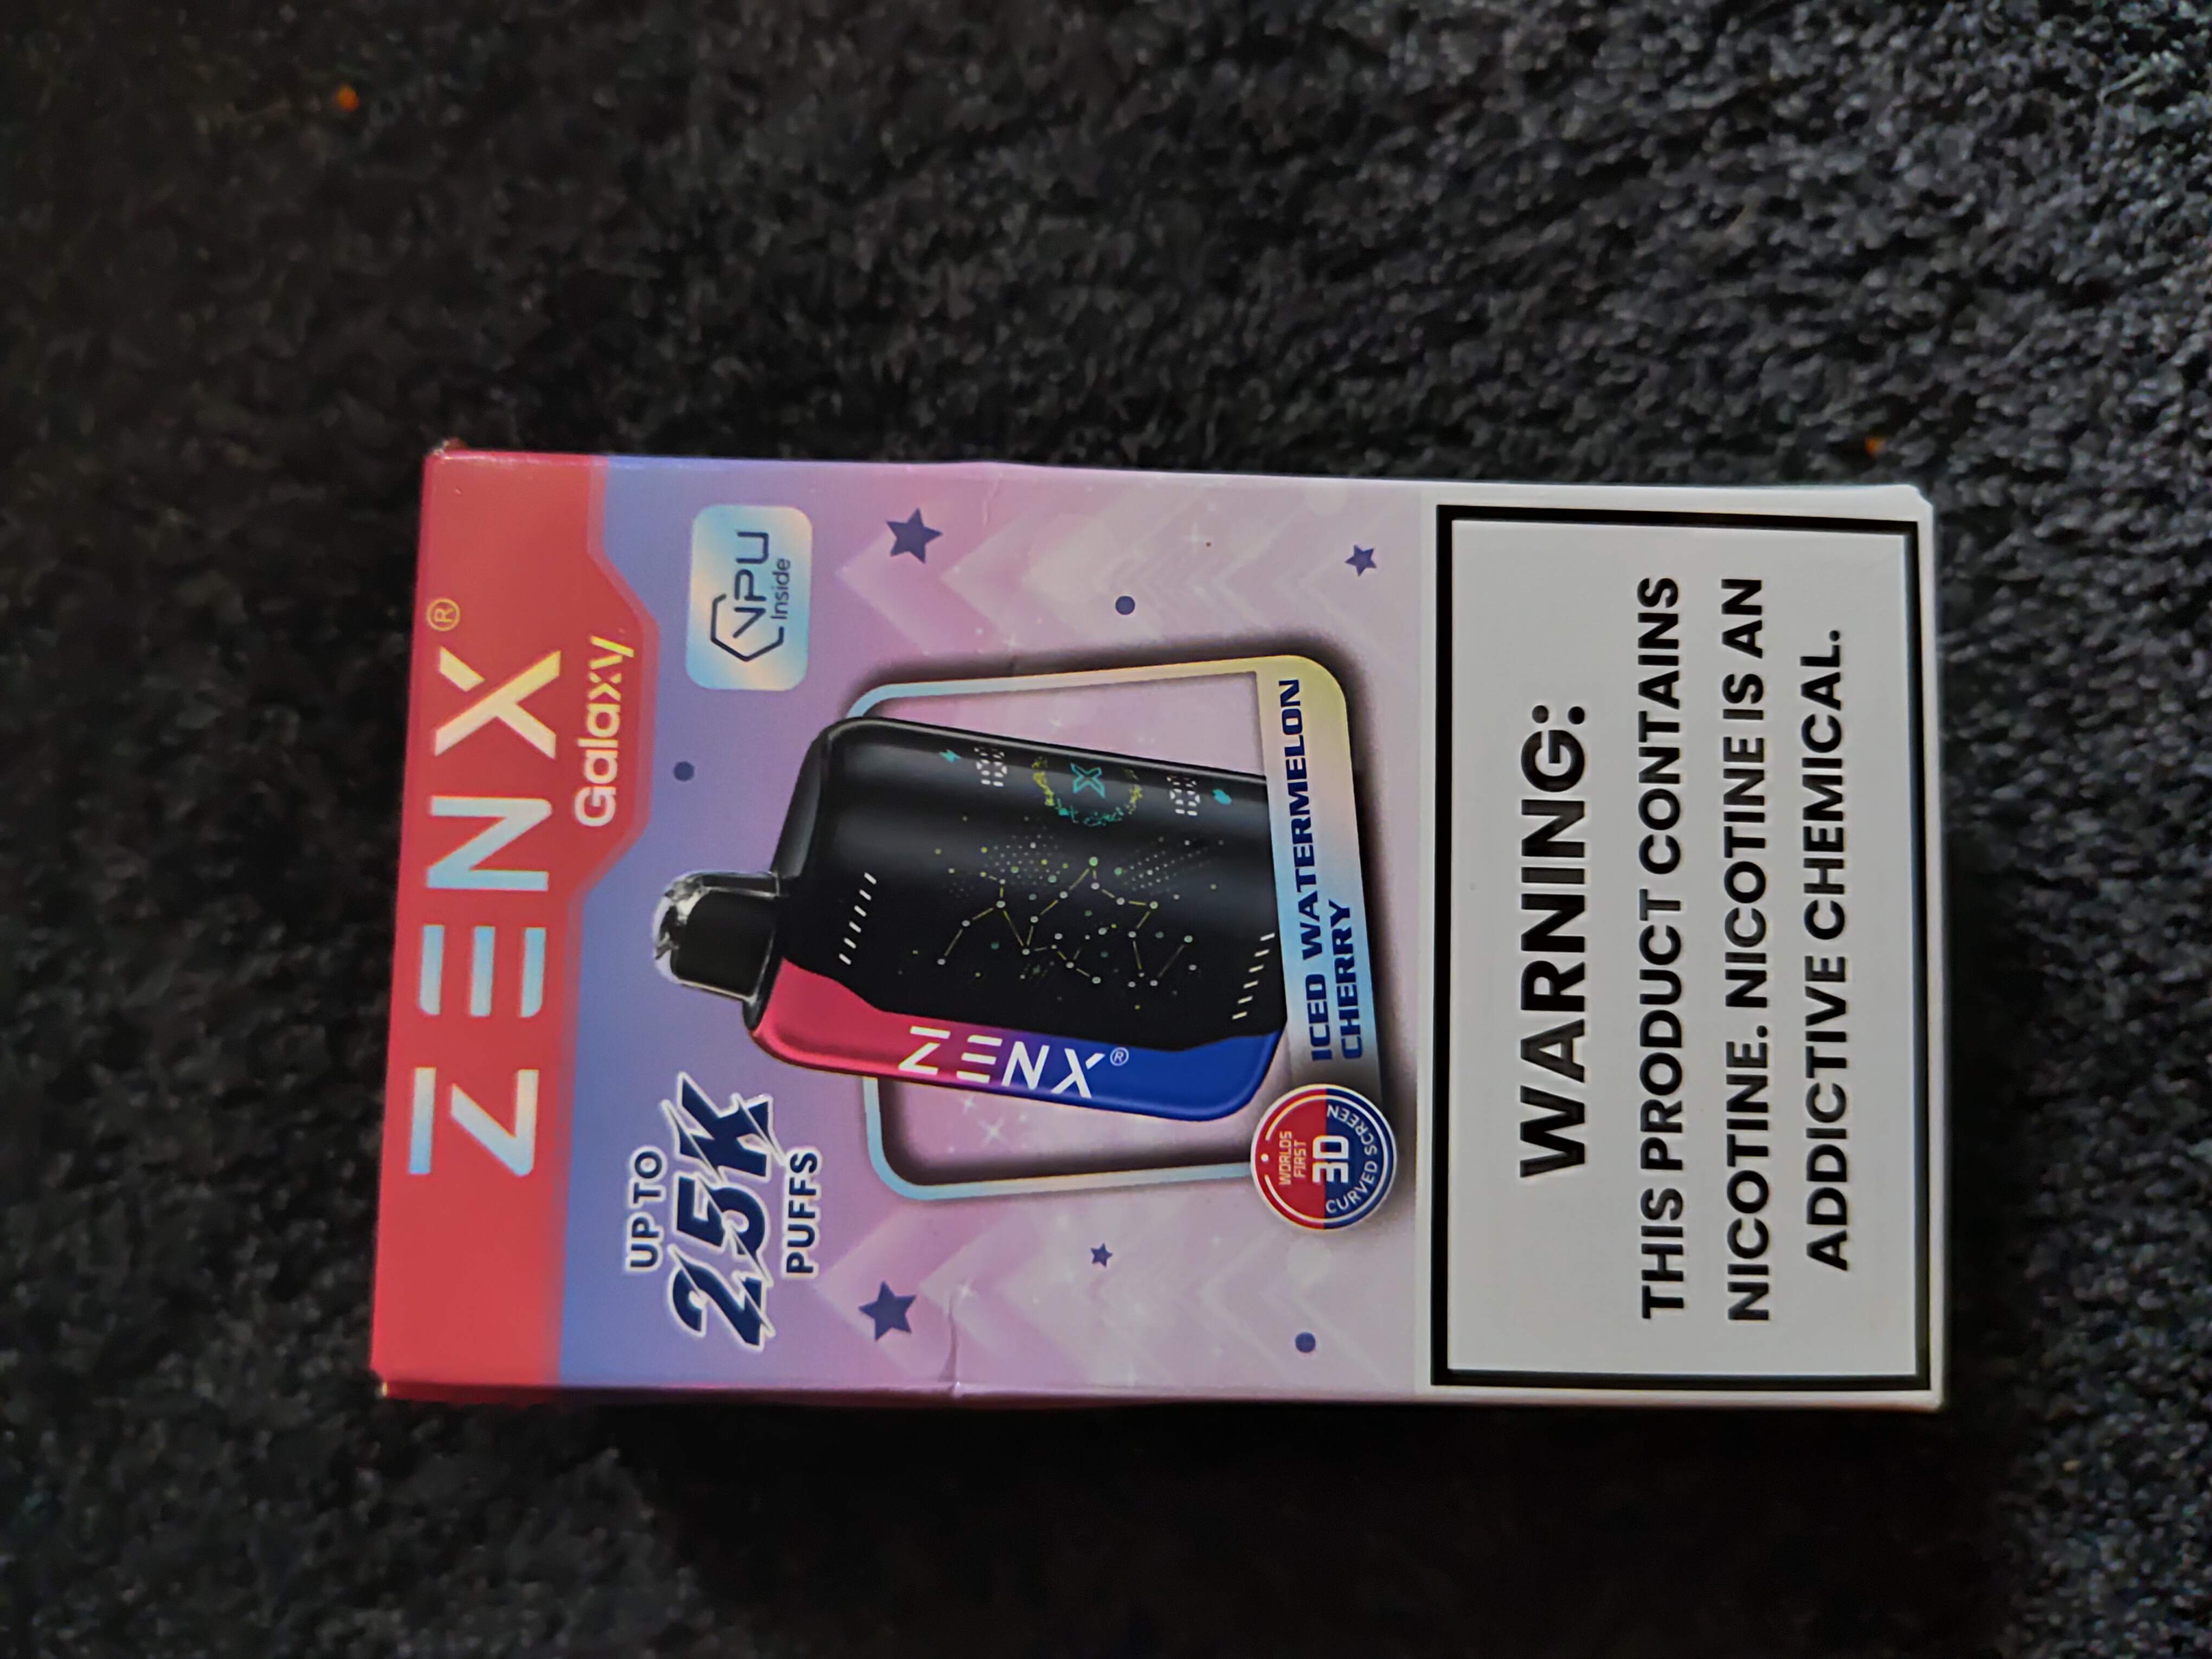 ZENX®
Galaxy
VPU
Inside
UP TO
25K
PUFFS
ZENX®
X
ICED WATERMELON
CHERRY
WORLDS
FIRST
3D
CURVED SCREEN
WARNING:
THIS PRODUCT CONTAINS
NICOTINE. NICOTINE IS AN
ADDICTIVE CHEMICAL.